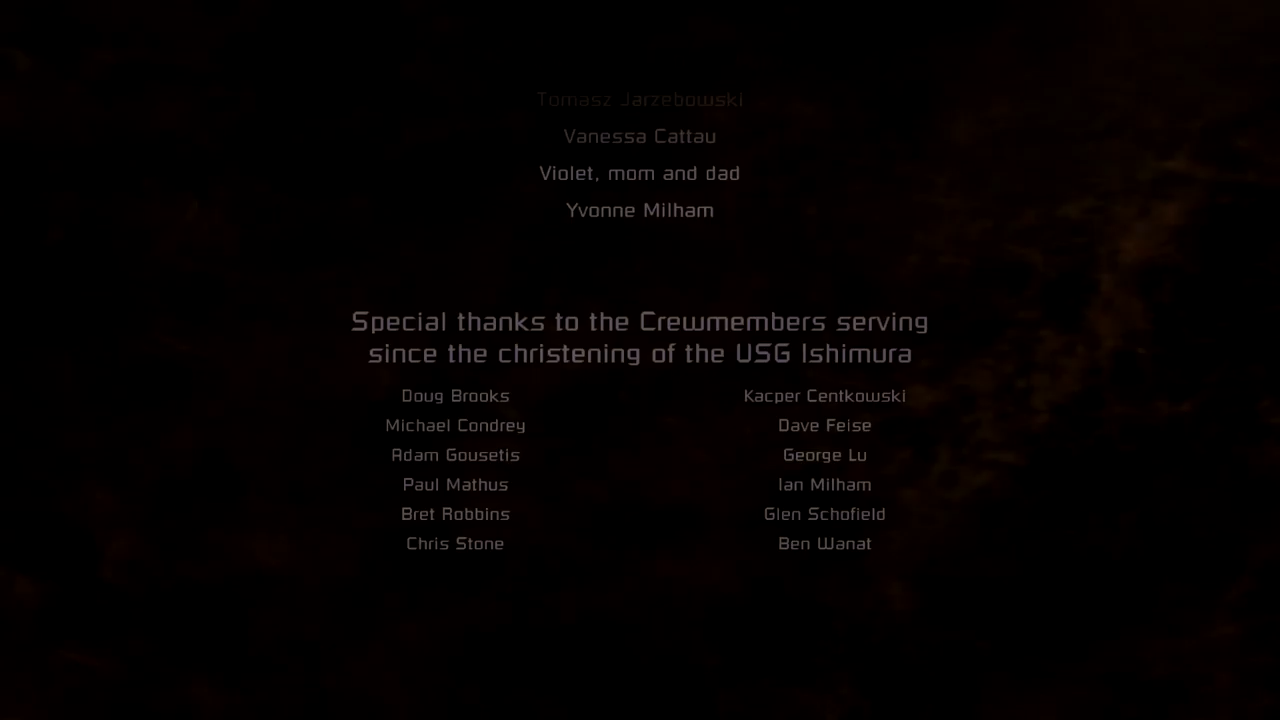 Tomasz Jarzebowski
Vanessa Cattau
Violet, mom and dad
Yvonne Milham
Special thanks to the Crewmembers serving
since the christening of the USG Ishimura
Doug Brooks
Kacper Centkowski
Michael Condrey
Dave Feise
Adam Gousetis
George Lu
Paul Mathus
Ian Milham
Bret Robbins
Glen Schofield
Chris Stone
Ben Wanat